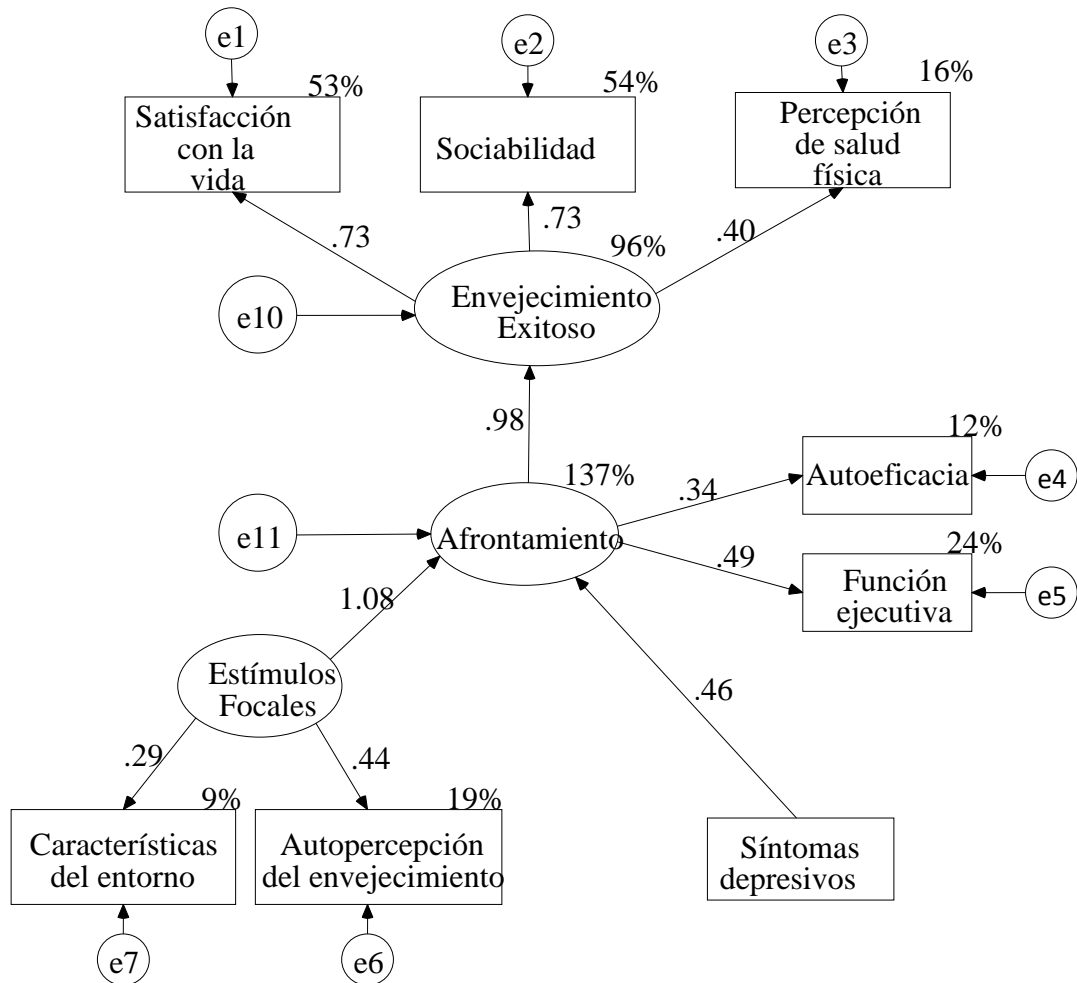 e1
e2
e3
53%
54%
16%
Satisfacción
con la
vida
Sociabilidad
Percepción
de salud
física
.73
.73
.40
96%
Envejecimiento
Exitoso
e10
.98
12%
137%
Autoeficacia
e4
.34
e11
Afrontamiento
24%
.49
Función
ejecutiva
e5
1.08
Estímulos
Focales
.46
.29
.44
9%
19%
Características
del entorno
Autopercepción
del envejecimiento
Síntomas
depresivos
e7
e6